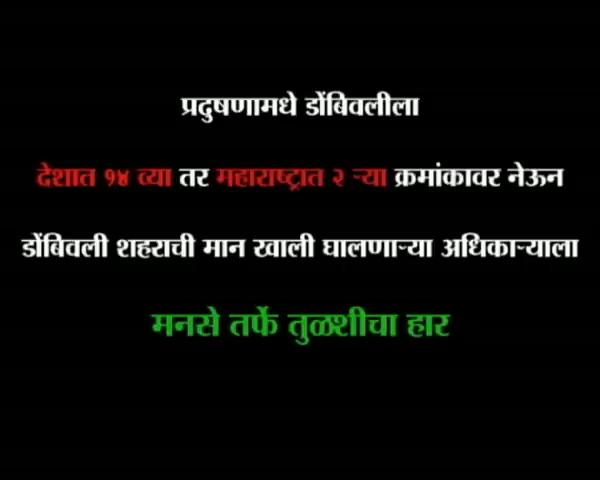 प्रदुषणामधे डोंबिवलीला
देशात १४ व्या तर महाराष्ट्रात २ ऱ्या क्रमांकावर नेऊन
डोंबिवली शहराची मान खाली घालणाऱ्या अधिकाऱ्याला
मनसे तर्फे तुळशीचा हार